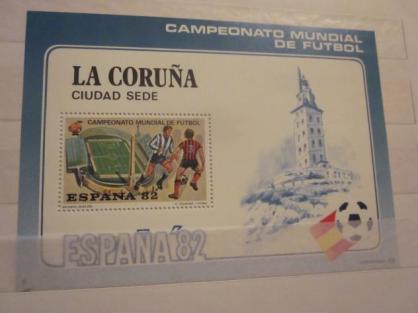 CAMPEONATO MUNDIAL
DE FUTBOL
LA CORUÑA
CIUDAD SEDE
CAMPEONATO MUNDIAL DE FUTBOL
ESPAÑA'82
ESPAÑA'82